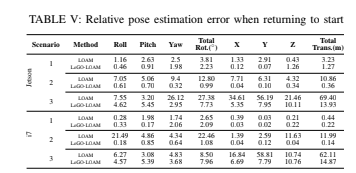 TABLE V: Relative pose estimation error when returning to start
Scenario Method Roll Pitch Yaw Total Rot.(°) X Y Z Total Trans.(m)
Jetson
1 LOAM 1.16 2.63 2.5 3.81 1.33 2.91 0.43 3.23
LeGO-LOAM 0.46 0.91 1.98 2.23 0.12 0.07 1.26 1.27
2 LOAM 7.05 5.06 9.4 12.80 7.71 6.31 4.32 10.86
LeGO-LOAM 0.61 0.70 0.32 0.99 0.04 0.10 0.34 0.36
3 LOAM 7.55 3.20 26.12 27.38 34.61 56.19 21.46 69.40
LeGO-LOAM 4.62 5.45 2.95 7.73 5.35 7.95 10.11 13.93
i7
1 LOAM 0.28 1.98 1.74 2.65 0.39 0.03 0.21 0.44
LeGO-LOAM 0.33 0.17 2.06 2.09 0.03 0.02 0.22 0.22
2 LOAM 21.49 4.86 4.34 22.46 1.39 2.59 11.63 11.99
LeGO-LOAM 0.18 0.85 0.64 1.08 0.04 0.12 0.04 0.14
3 LOAM 6.27 3.08 4.83 8.50 16.84 58.81 10.74 62.11
LeGO-LOAM 4.57 5.39 3.68 7.96 6.69 7.79 10.76 14.87